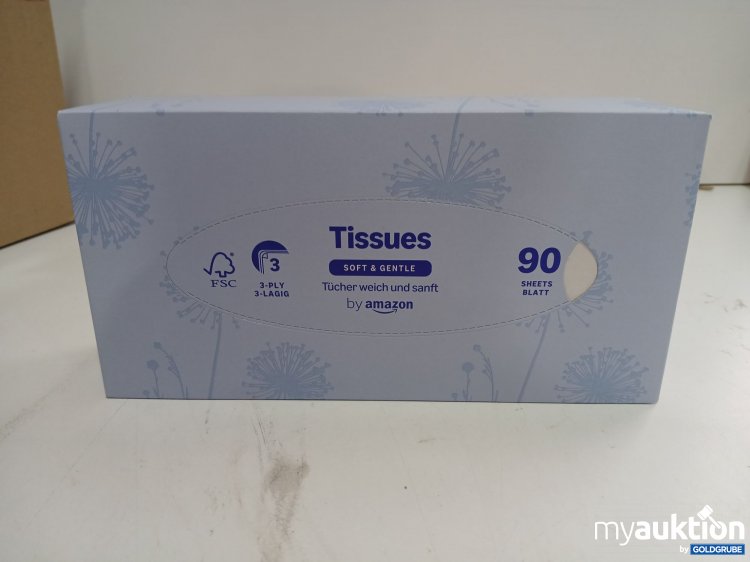 Tissues
SOFT & GENTLE
Tücher weich und sanft
by amazon
FSC
3
3-PLY
3-LAGIG
90
SHEETS
BLATT
myauktion
by GOLDGRUBE